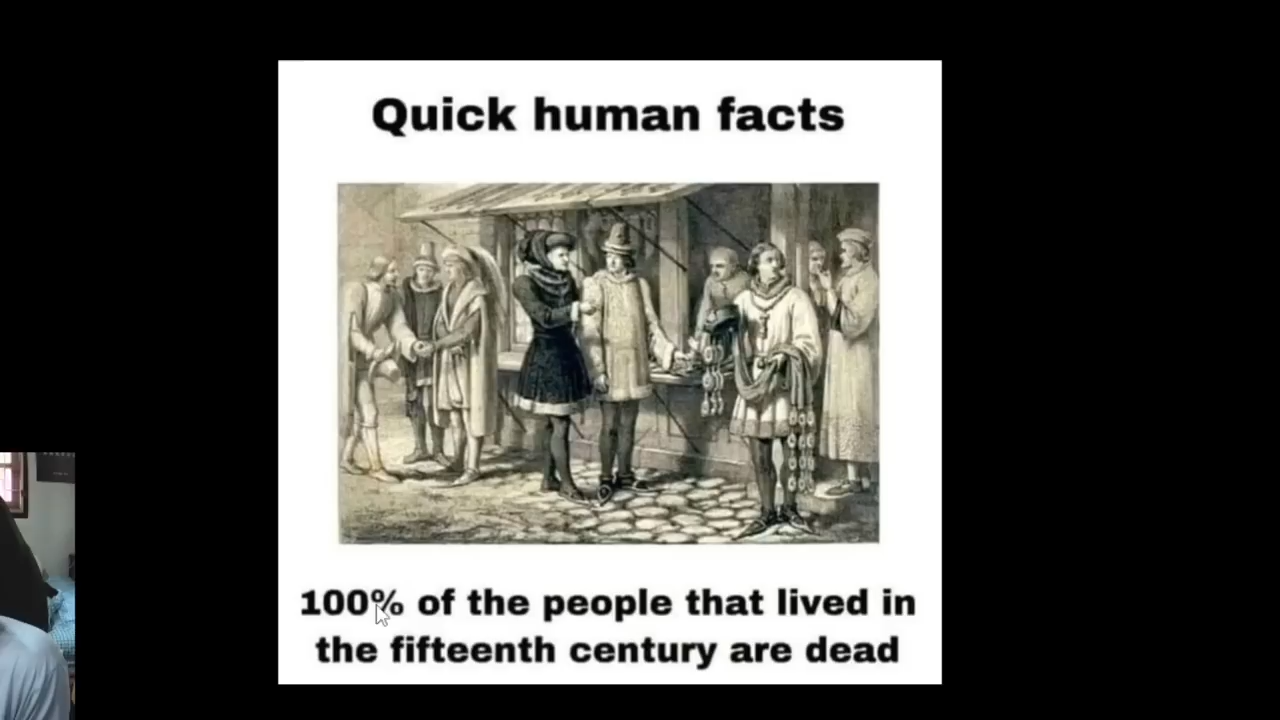 Quick human facts
100% of the people that lived in
the fifteenth century are dead